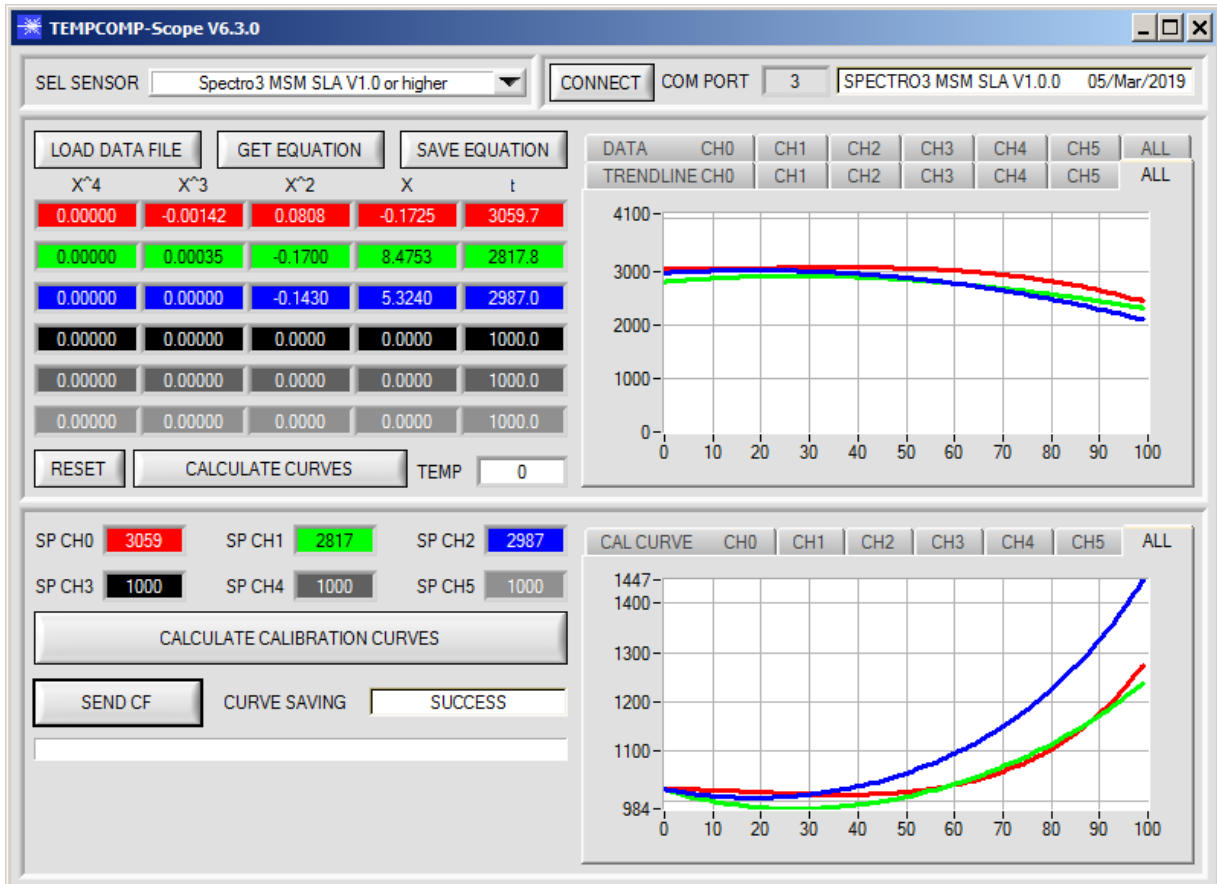 TEMPCOMP-Scope V6.3.0
SEL SENSOR Spectro3 MSM SLA V1.0 or higher
CONNECT COM PORT 3 SPECTRO3 MSM SLA V1.0.0 05/Mar/2019
LOAD DATA FILE GET EQUATION SAVE EQUATION
X^4 X^3 X^2 X t
0.00000 -0.00142 0.0808 -0.1725 3059.7
0.00000 0.00035 -0.1700 8.4753 2817.8
0.00000 0.00000 -0.1430 5.3240 2987.0
0.00000 0.00000 0.0000 0.0000 1000.0
0.00000 0.00000 0.0000 0.0000 1000.0
0.00000 0.00000 0.0000 0.0000 1000.0
RESET CALCULATE CURVES TEMP 0
DATA CH0 CH1 CH2 CH3 CH4 CH5 ALL
TRENDLINE CH0 CH1 CH2 CH3 CH4 CH5 ALL
4100
3000
2000
1000
0
0 10 20 30 40 50 60 70 80 90 100
SP CH0 3059 SP CH1 2817 SP CH2 2987
SP CH3 1000 SP CH4 1000 SP CH5 1000
CALCULATE CALIBRATION CURVES
SEND CF CURVE SAVING SUCCESS
CAL CURVE CH0 CH1 CH2 CH3 CH4 CH5 ALL
1447
1400
1300
1200
1100
984
0 10 20 30 40 50 60 70 80 90 100